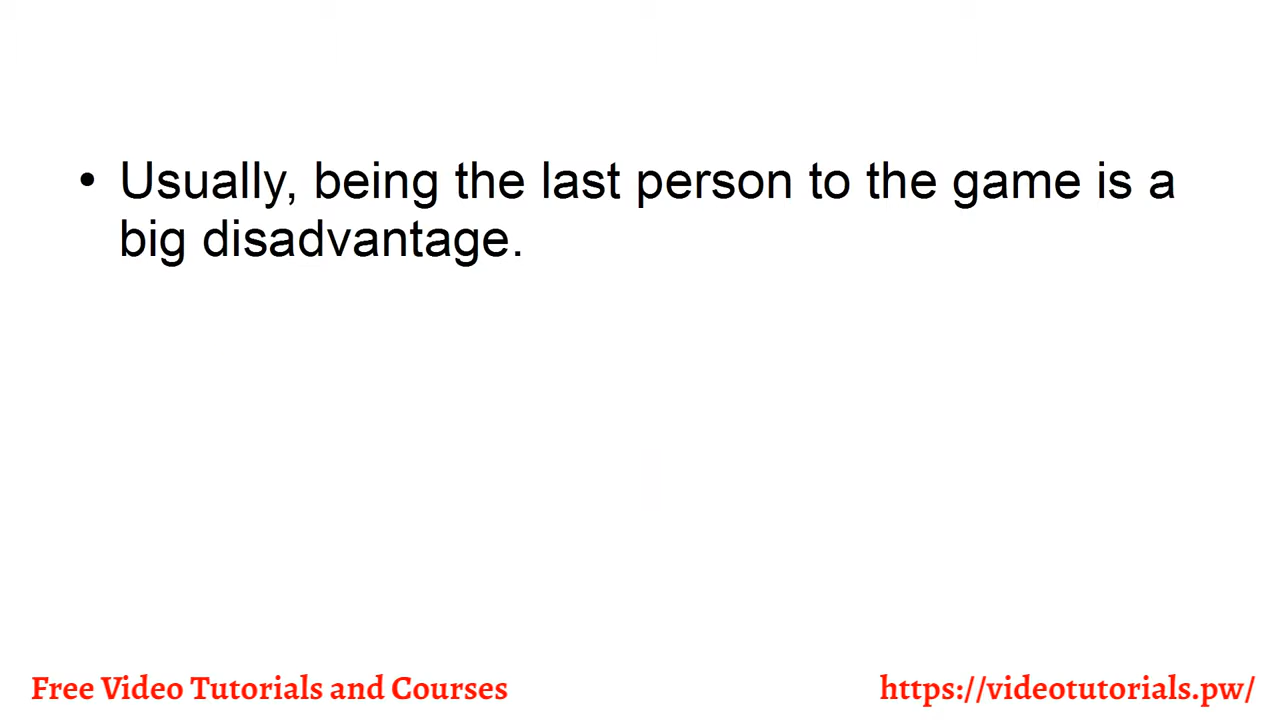 • Usually, being the last person to the game is a
big disadvantage.
Free Video Tutorials and Courses
https://videotutorials.pw/